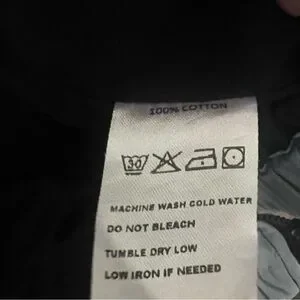 100% COTTON
30
MACHINE WASH COLD WATER
DO NOT BLEACH
TUMBLE DRY LOW
LOW IRON IF NEEDED